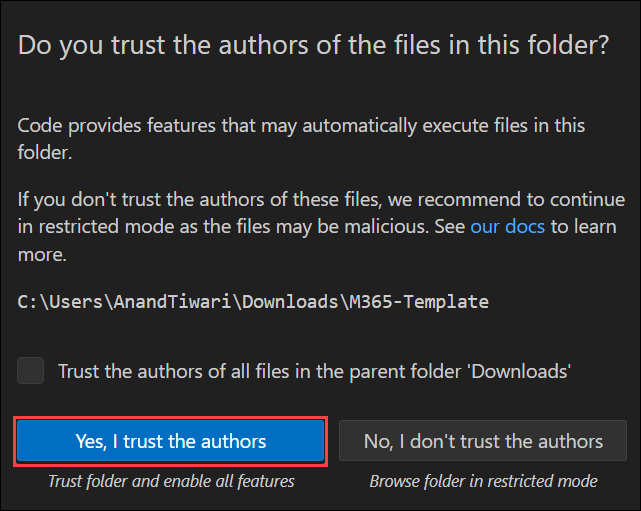 Do you trust the authors of the files in this folder?
Code provides features that may automatically execute files in this
folder.
If you don't trust the authors of these files, we recommend to continue
in restricted mode as the files may be malicious. See our docs to learn
more.
C:\Users\AnandTiwari\Downloads\M365-Template
Trust the authors of all files in the parent folder 'Downloads'
Yes, I trust the authors
No, I don't trust the authors
Trust folder and enable all features
Browse folder in restricted mode